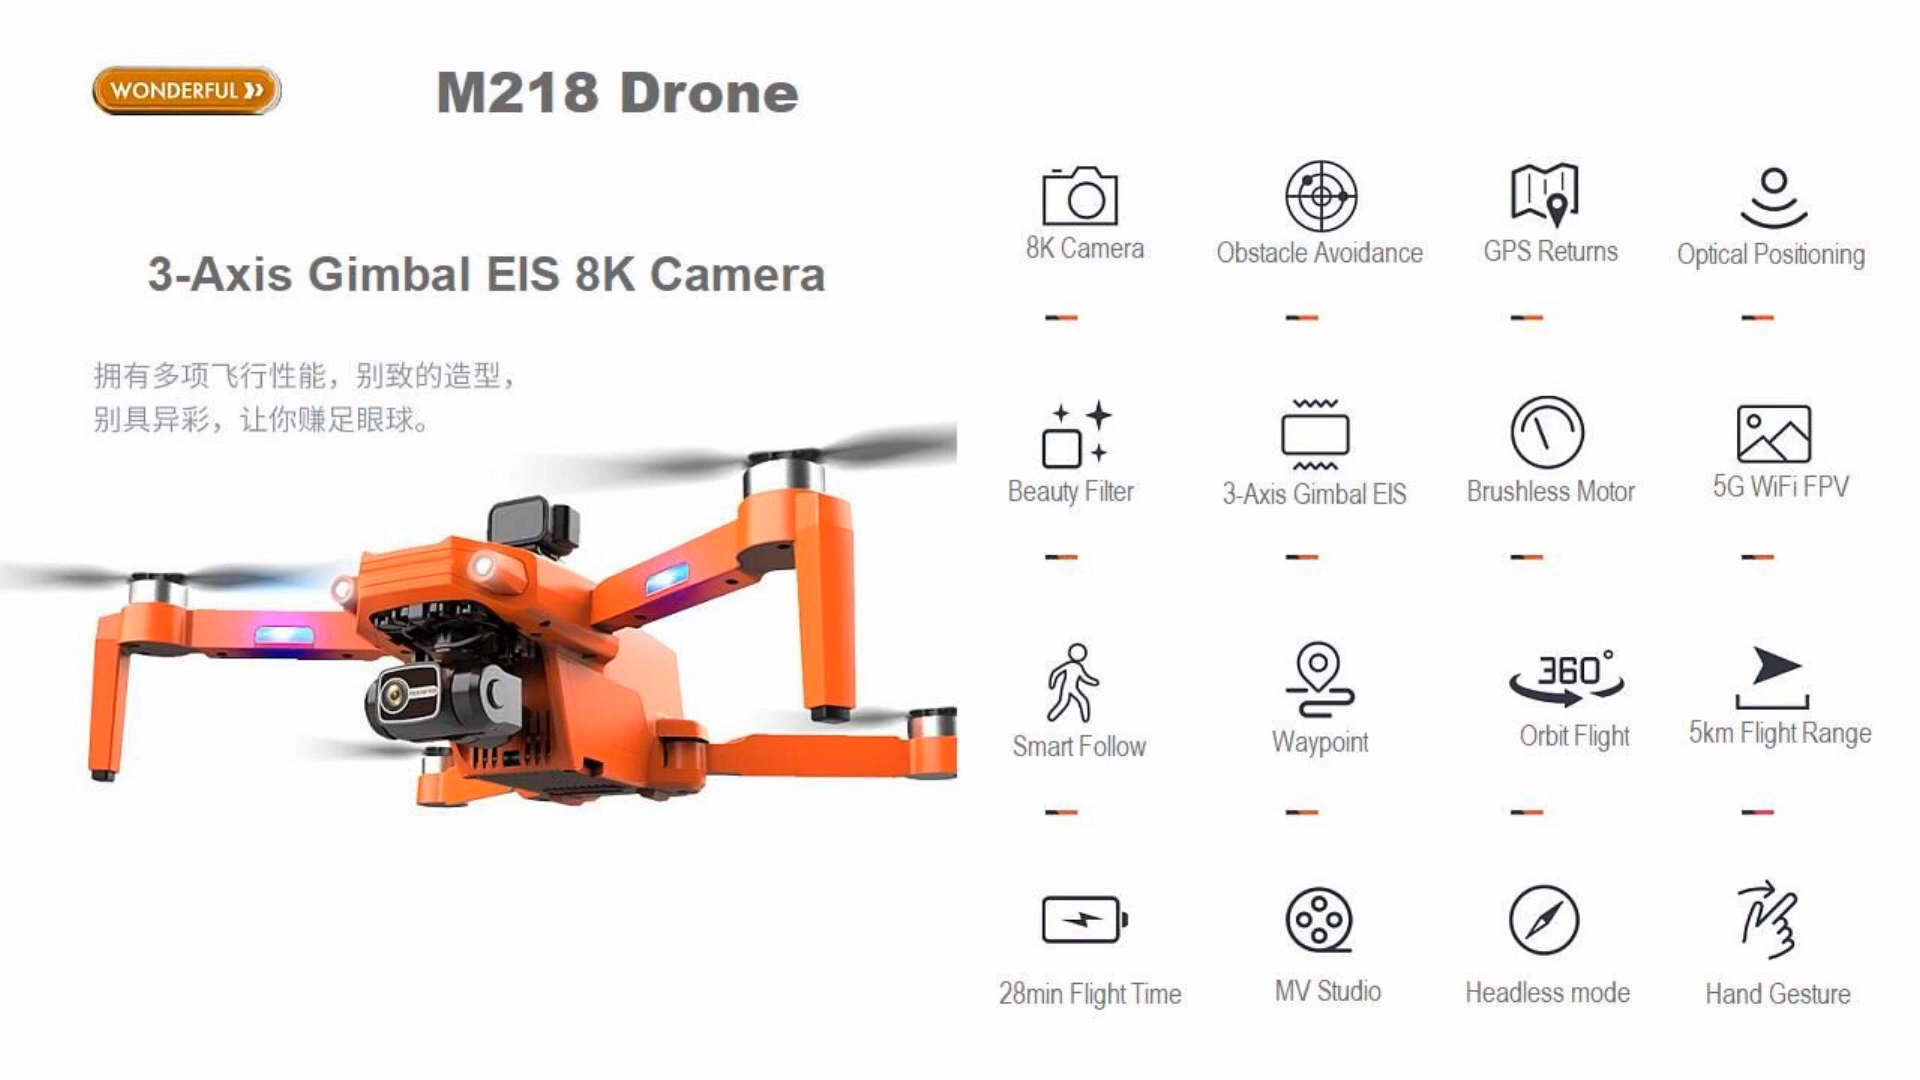 WONDERFUL
M218 Drone
3-Axis Gimbal EIS 8K Camera
拥有多项飞行性能，别致的造型，
别具异彩，让你赚足眼球。
8K Camera
Obstacle Avoidance
GPS Returns
Optical Positioning
Beauty Filter
3-Axis Gimbal EIS
Brushless Motor
5G WiFi FPV
Smart Follow
Waypoint
360°
Orbit Flight
5km Flight Range
28min Flight Time
MV Studio
Headless mode
Hand Gesture